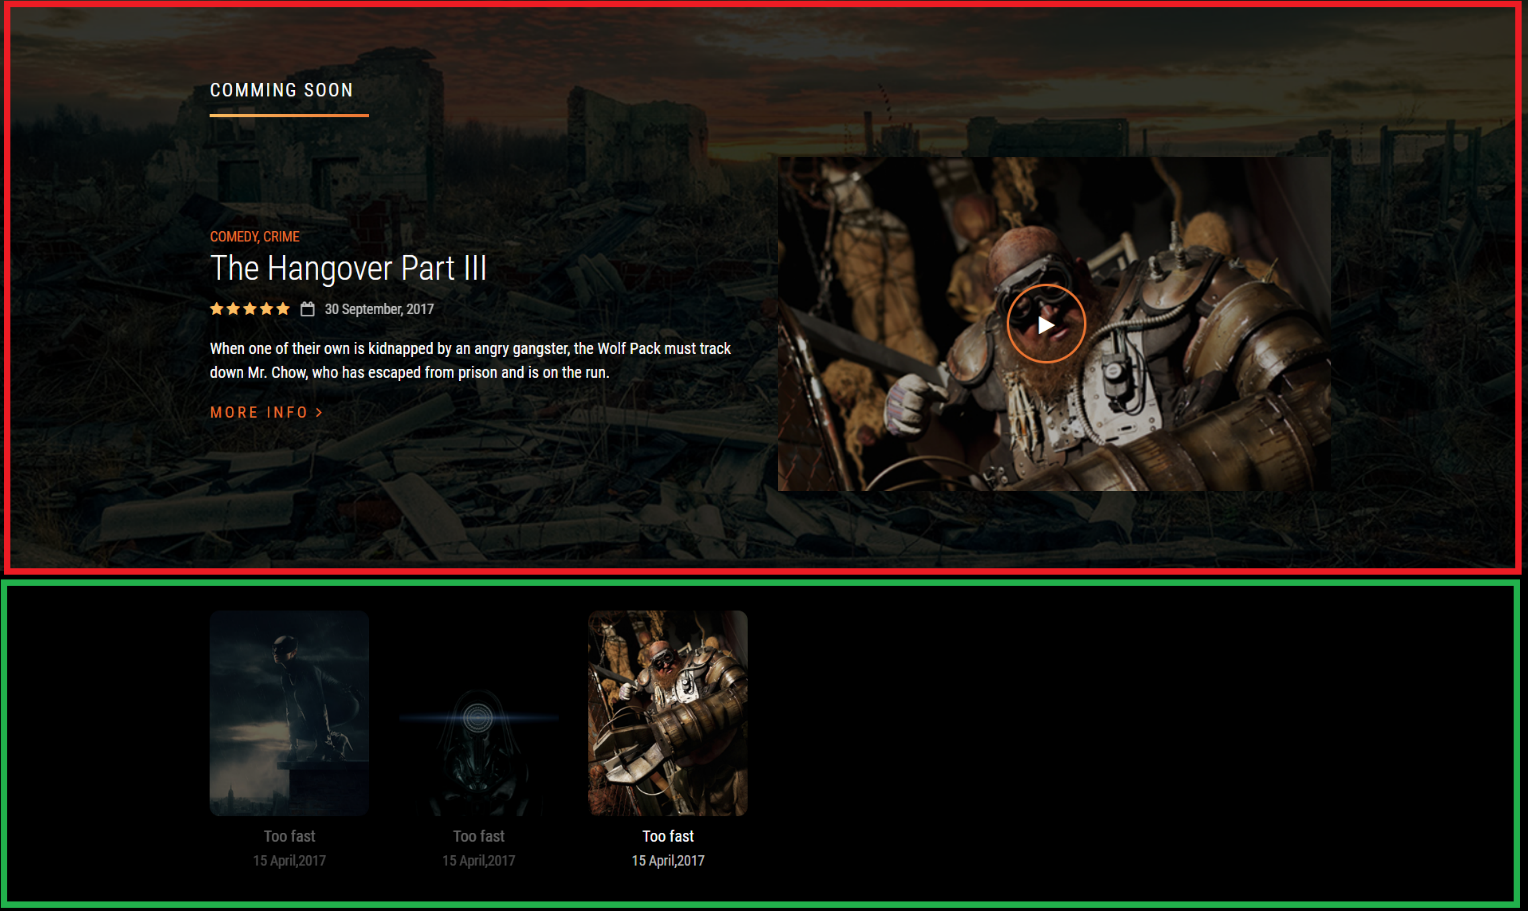 COMMING SOON
COMEDY, CRIME
The Hangover Part III
30 September, 2017
When one of their own is kidnapped by an angry gangster, the Wolf Pack must track
down Mr. Chow, who has escaped from prison and is on the run.
MORE INFO >
Too fast
15 April,2017
Too fast
15 April,2017
Too fast
15 April,2017